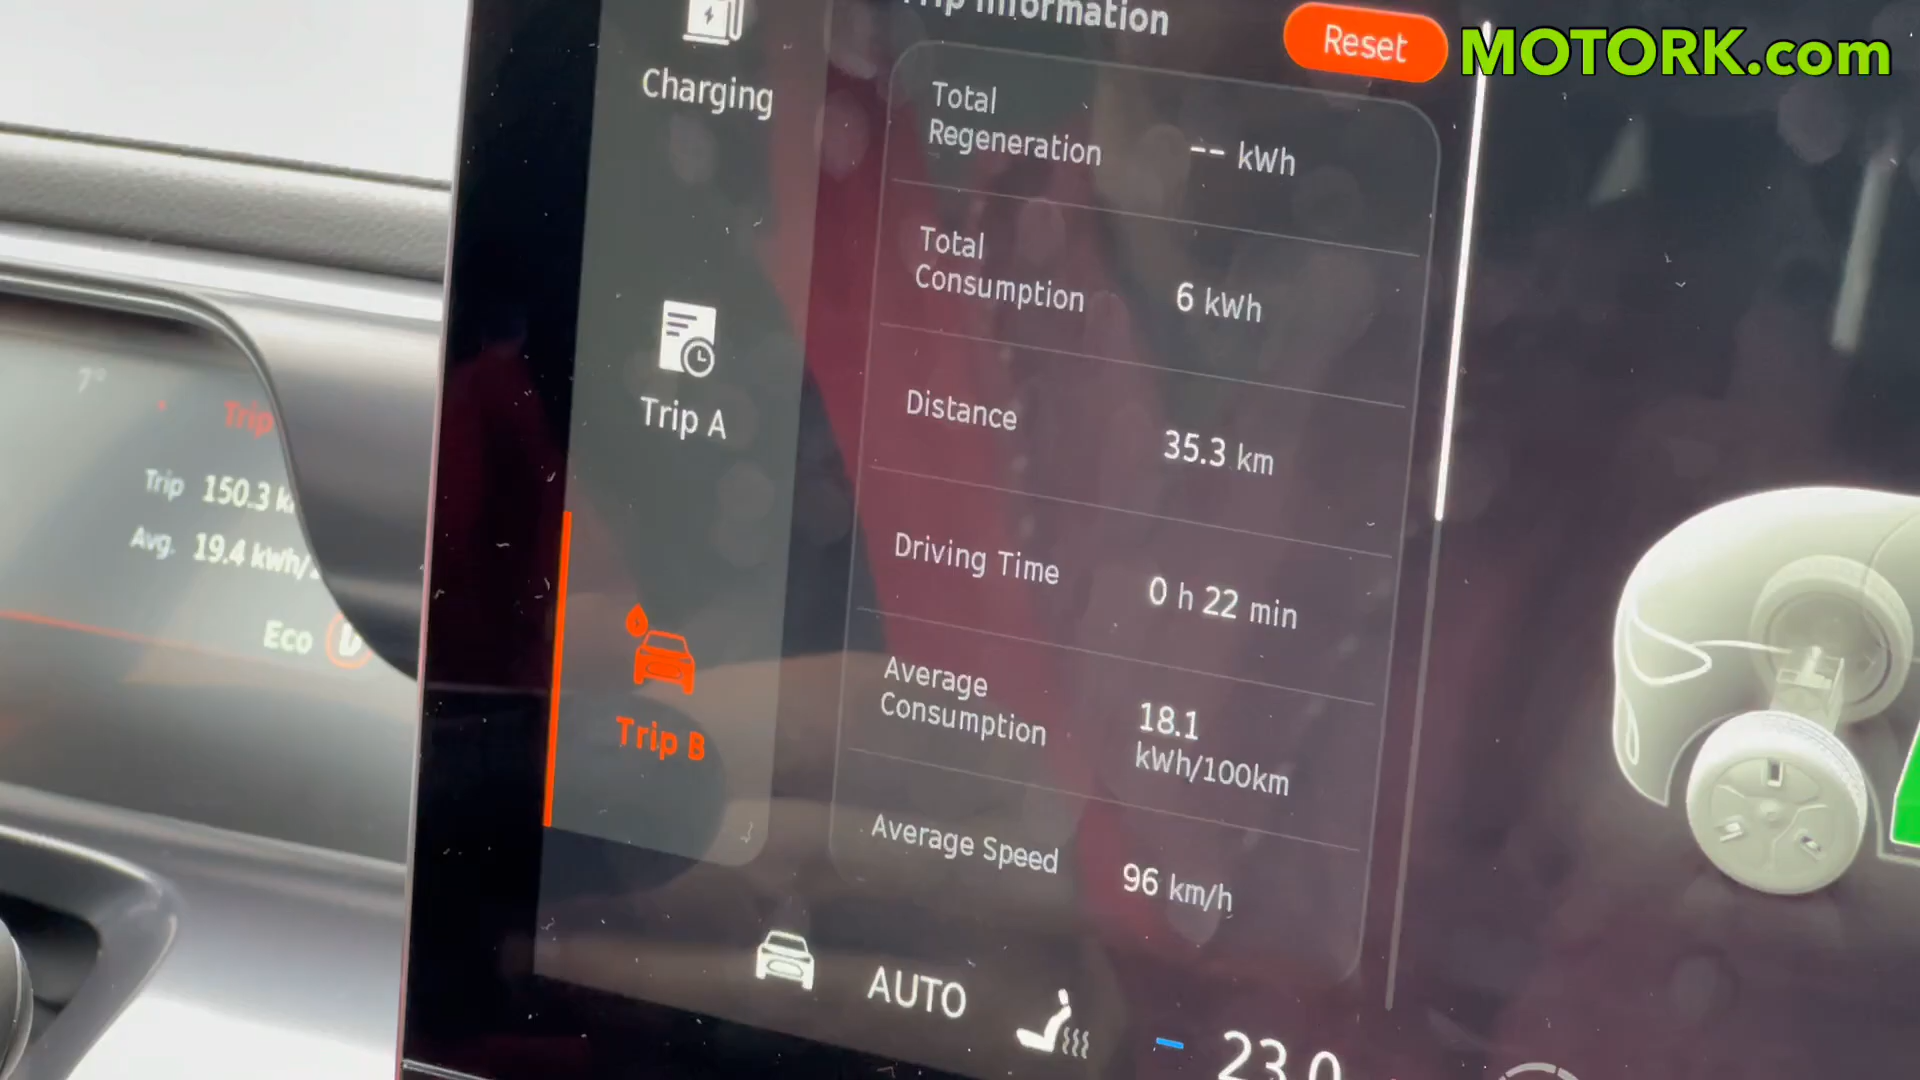 Trip Information
Reset
MOTORK.com
Charging
Total
Regeneration
-- kWh
Total
Consumption
6 kWh
Trip A
Distance
35.3 km
Driving Time
0 h 22 min
Trip B
Average
Consumption
18.1
kWh/100km
Average Speed
96 km/h
AUTO
23.0
7°
Trip
Trip 150.3
Avg. 19.4 kWh/
Eco D